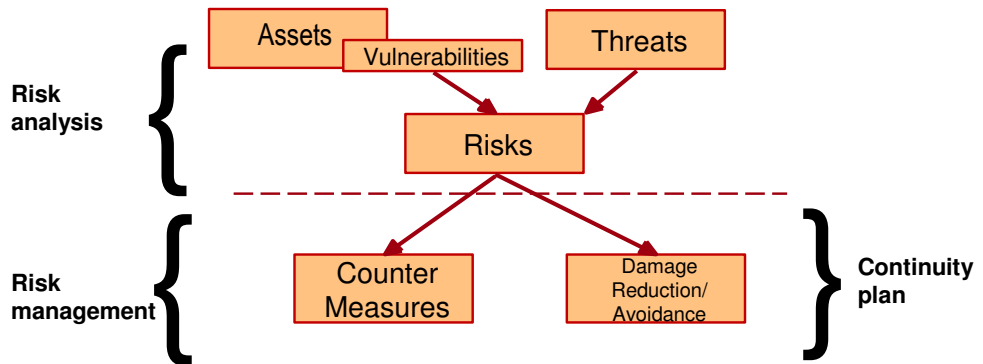 Assets
Vulnerabilities
Threats
Risk
analysis
Risks
Risk
management
Counter
Measures
Damage
Reduction/
Avoidance
Continuity
plan